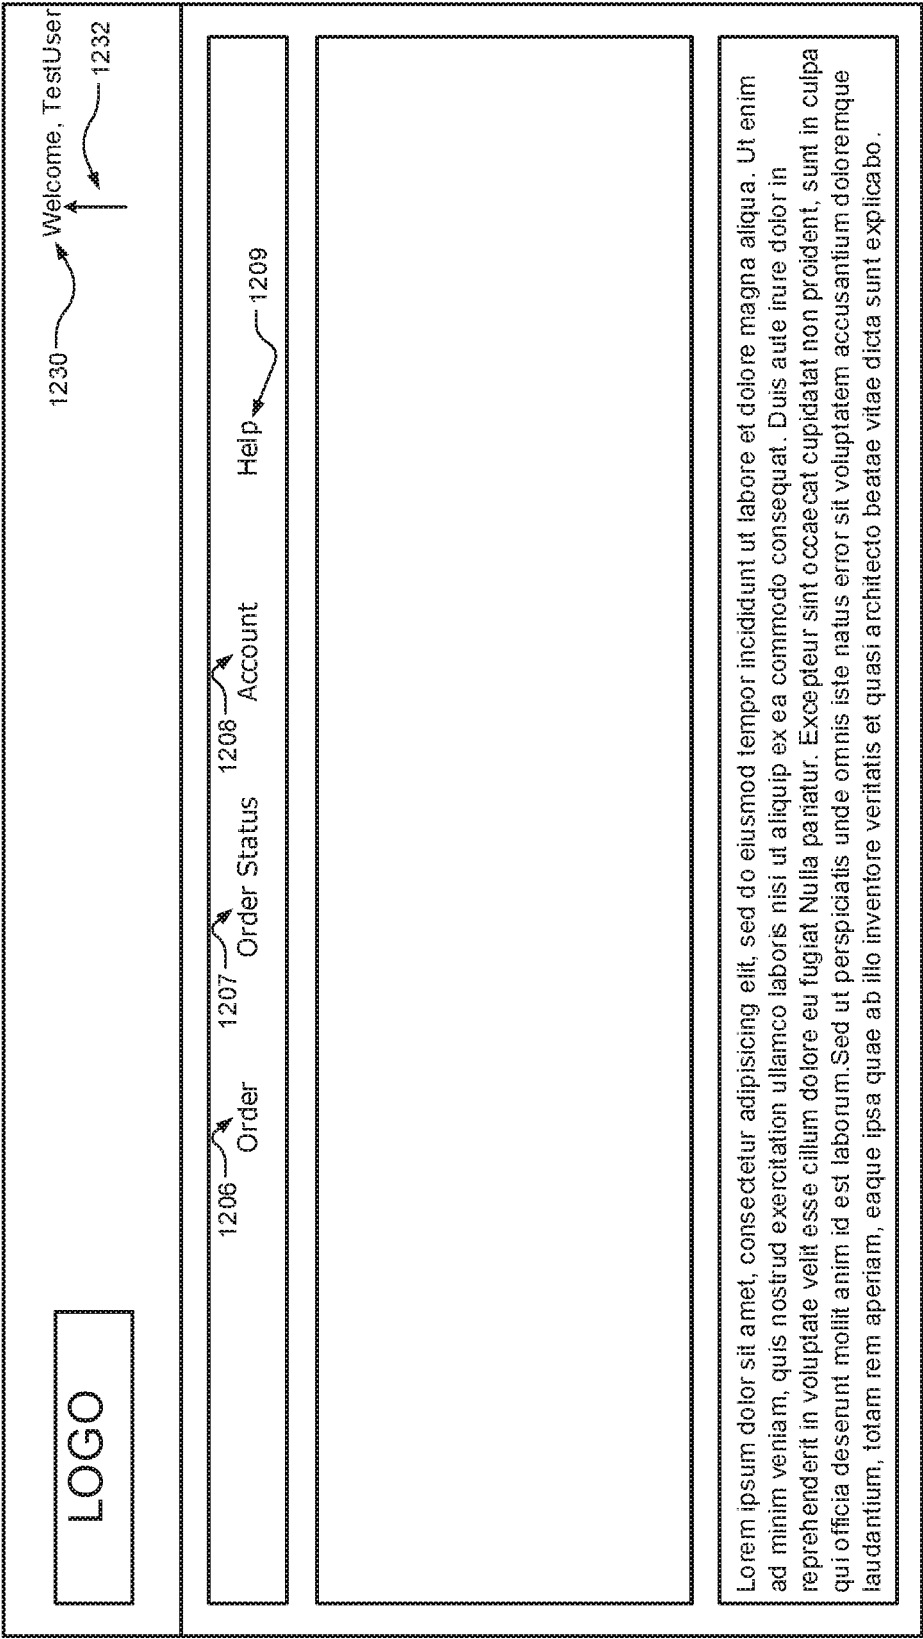 LOGO
1230
Welcome, TestUser
1232
1206
Order
1207
Order Status
1208
Account
Help
1209
Lorem ipsum dolor sit amet, consectetur adipisicing elit, sed do eiusmod tempor incididunt ut labore et dolore magna aliqua. Ut enim
ad minim veniam, quis nostrud exercitation ullamco laboris nisi ut aliquip ex ea commodo consequat. Duis aute irure dolor in
reprehenderit in voluptate velit esse cillum dolore eu fugiat Nulla pariatur. Excepteur sint occaecat cupidatat non proident, sunt in culpa
qui officia deserunt mollit anim id est laborum.Sed ut perspiciatis unde omnis iste natus error sit voluptatem accusantium doloremque
laudantium, totam rem aperiam, eaque ipsa quae ab illo inventore veritatis et quasi architecto beatae vitae dicta sunt explicabo.